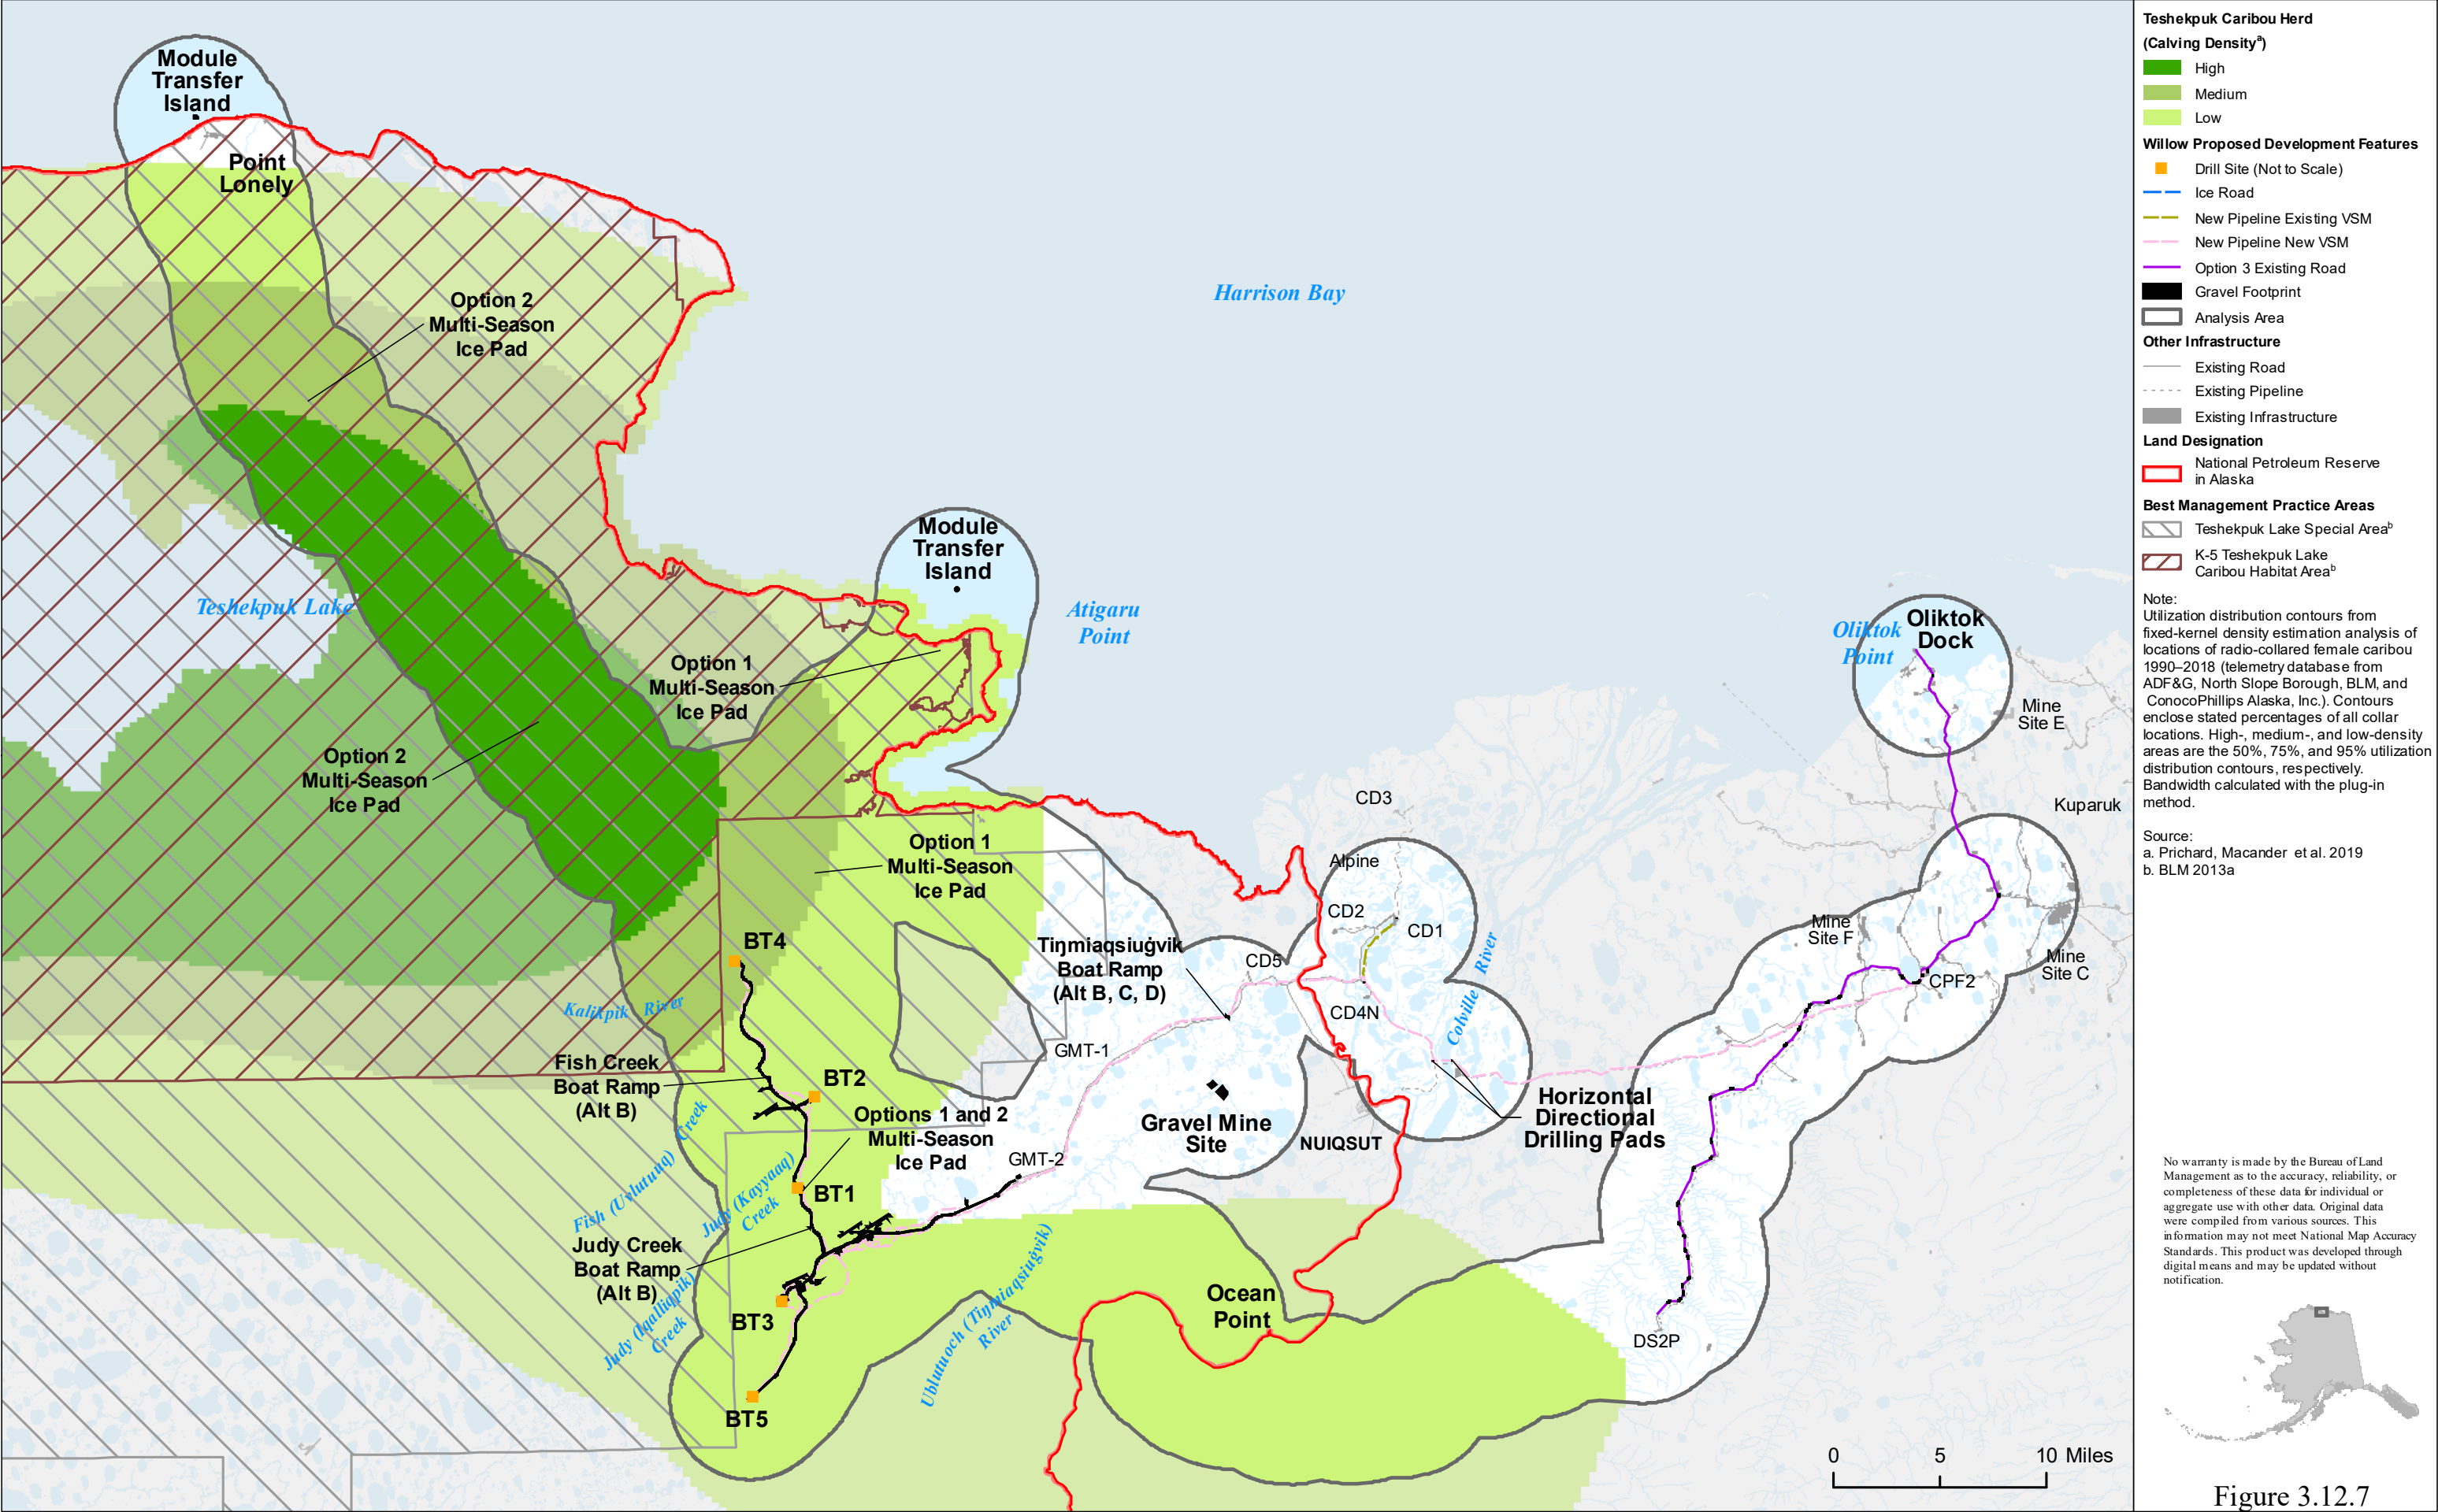 Module
Transfer
Island
Point
Lonely
Option 2
Multi-Season
Ice Pad
Harrison Bay
Teshekpuk Lake
Module
Transfer
Island
Atigaru
Point
Option 1
Multi-Season
Ice Pad
Option 2
Multi-Season
Ice Pad
Oliktok
Point
Oliktok
Dock
Mine
Site E
Kuparuk
CD3
Alpine
CD2
CD1
Option 1
Multi-Season
Ice Pad
BT4
Tiŋmiaqsiuġvik
Boat Ramp
(Alt B, C, D)
CD5
CD4N
Colville River
Mine
Site F
Mine
Site C
CPF2
Kalikpik River
Fish Creek
Boat Ramp
(Alt B)
BT2
GMT-1
Options 1 and 2
Multi-Season
Ice Pad
GMT-2
Gravel Mine
Site
NUIQSUT
Horizontal
Directional
Drilling Pads
Fish (Uvlutuuq)
Creek
Judy (Kayyaaq)
Creek
BT1
Judy Creek
Boat Ramp
(Alt B)
Judy (Iqalliqpik)
Creek
BT3
BT5
Ublutuoch (Tiŋmiaqsiuġvik)
River
Ocean
Point
DS2P
0 5 10 Miles
Teshekpuk Caribou Herd
(Calving Densityᵃ)
High
Medium
Low
Willow Proposed Development Features
Drill Site (Not to Scale)
Ice Road
New Pipeline Existing VSM
New Pipeline New VSM
Option 3 Existing Road
Gravel Footprint
Analysis Area
Other Infrastructure
Existing Road
Existing Pipeline
Existing Infrastructure
Land Designation
National Petroleum Reserve
in Alaska
Best Management Practice Areas
Teshekpuk Lake Special Areaᵇ
K-5 Teshekpuk Lake
Caribou Habitat Areaᵇ
Note:
Utilization distribution contours from
fixed-kernel density estimation analysis of
locations of radio-collared female caribou
1990–2018 (telemetry database from
ADF&G, North Slope Borough, BLM, and
ConocoPhillips Alaska, Inc.). Contours
enclose stated percentages of all collar
locations. High-, medium-, and low-density
areas are the 50%, 75%, and 95% utilization
distribution contours, respectively.
Bandwidth calculated with the plug-in
method.
Source:
a. Prichard, Macander et al. 2019
b. BLM 2013a
No warranty is made by the Bureau of Land
Management as to the accuracy, reliability, or
completeness of these data for individual or
aggregate use with other data. Original data
were compiled from various sources. This
information may not meet National Map Accuracy
Standards. This product was developed through
digital means and may be updated without
notification.
Figure 3.12.7